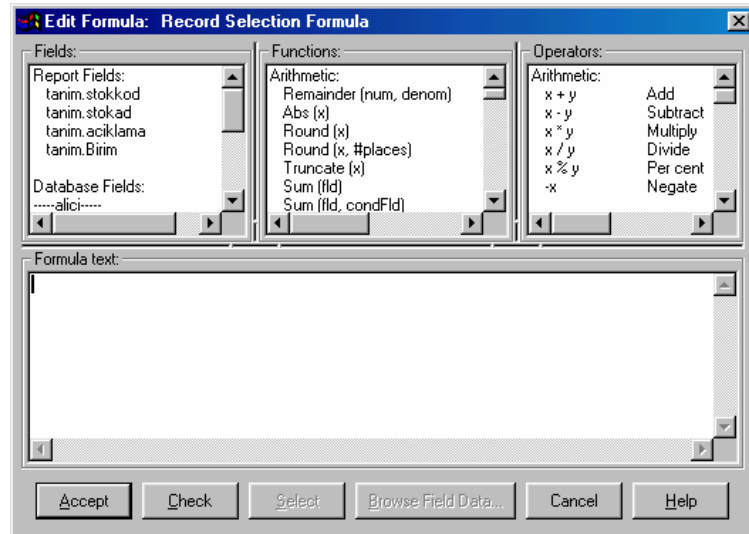 Edit Formula: Record Selection Formula
Fields:
Report Fields:
tanim.stokkod
tanim.stokad
tanim.aciklama
tanim.Birim
Database Fields:
-----alici-----
Functions:
Arithmetic:
Remainder (num, denom)
Abs (x)
Round (x)
Round (x, #places)
Truncate (x)
Sum (fld)
Sum (fld, condFld)
Operators:
Arithmetic:
x + y Add
x - y Subtract
x * y Multiply
x / y Divide
x % y Per cent
-x Negate
Formula text:
Accept Check Select Browse Field Data... Cancel Help